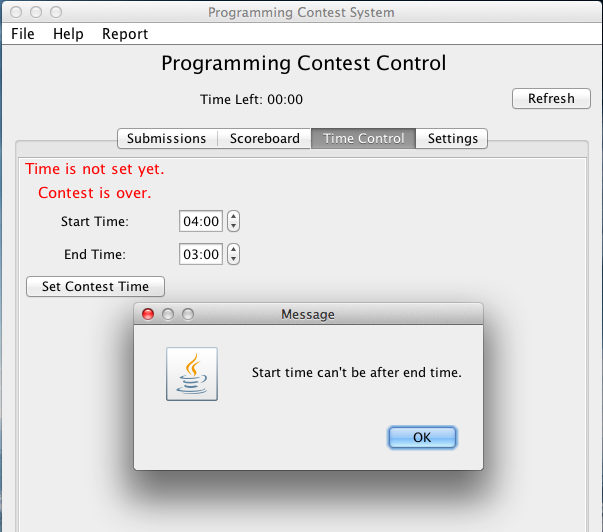 Programming Contest System
File Help Report
Programming Contest Control
Time Left: 00:00
Refresh
Submissions Scoreboard Time Control Settings
Time is not set yet.
Contest is over.
Start Time: 04:00
End Time: 03:00
Set Contest Time
Message
Start time can't be after end time.
OK